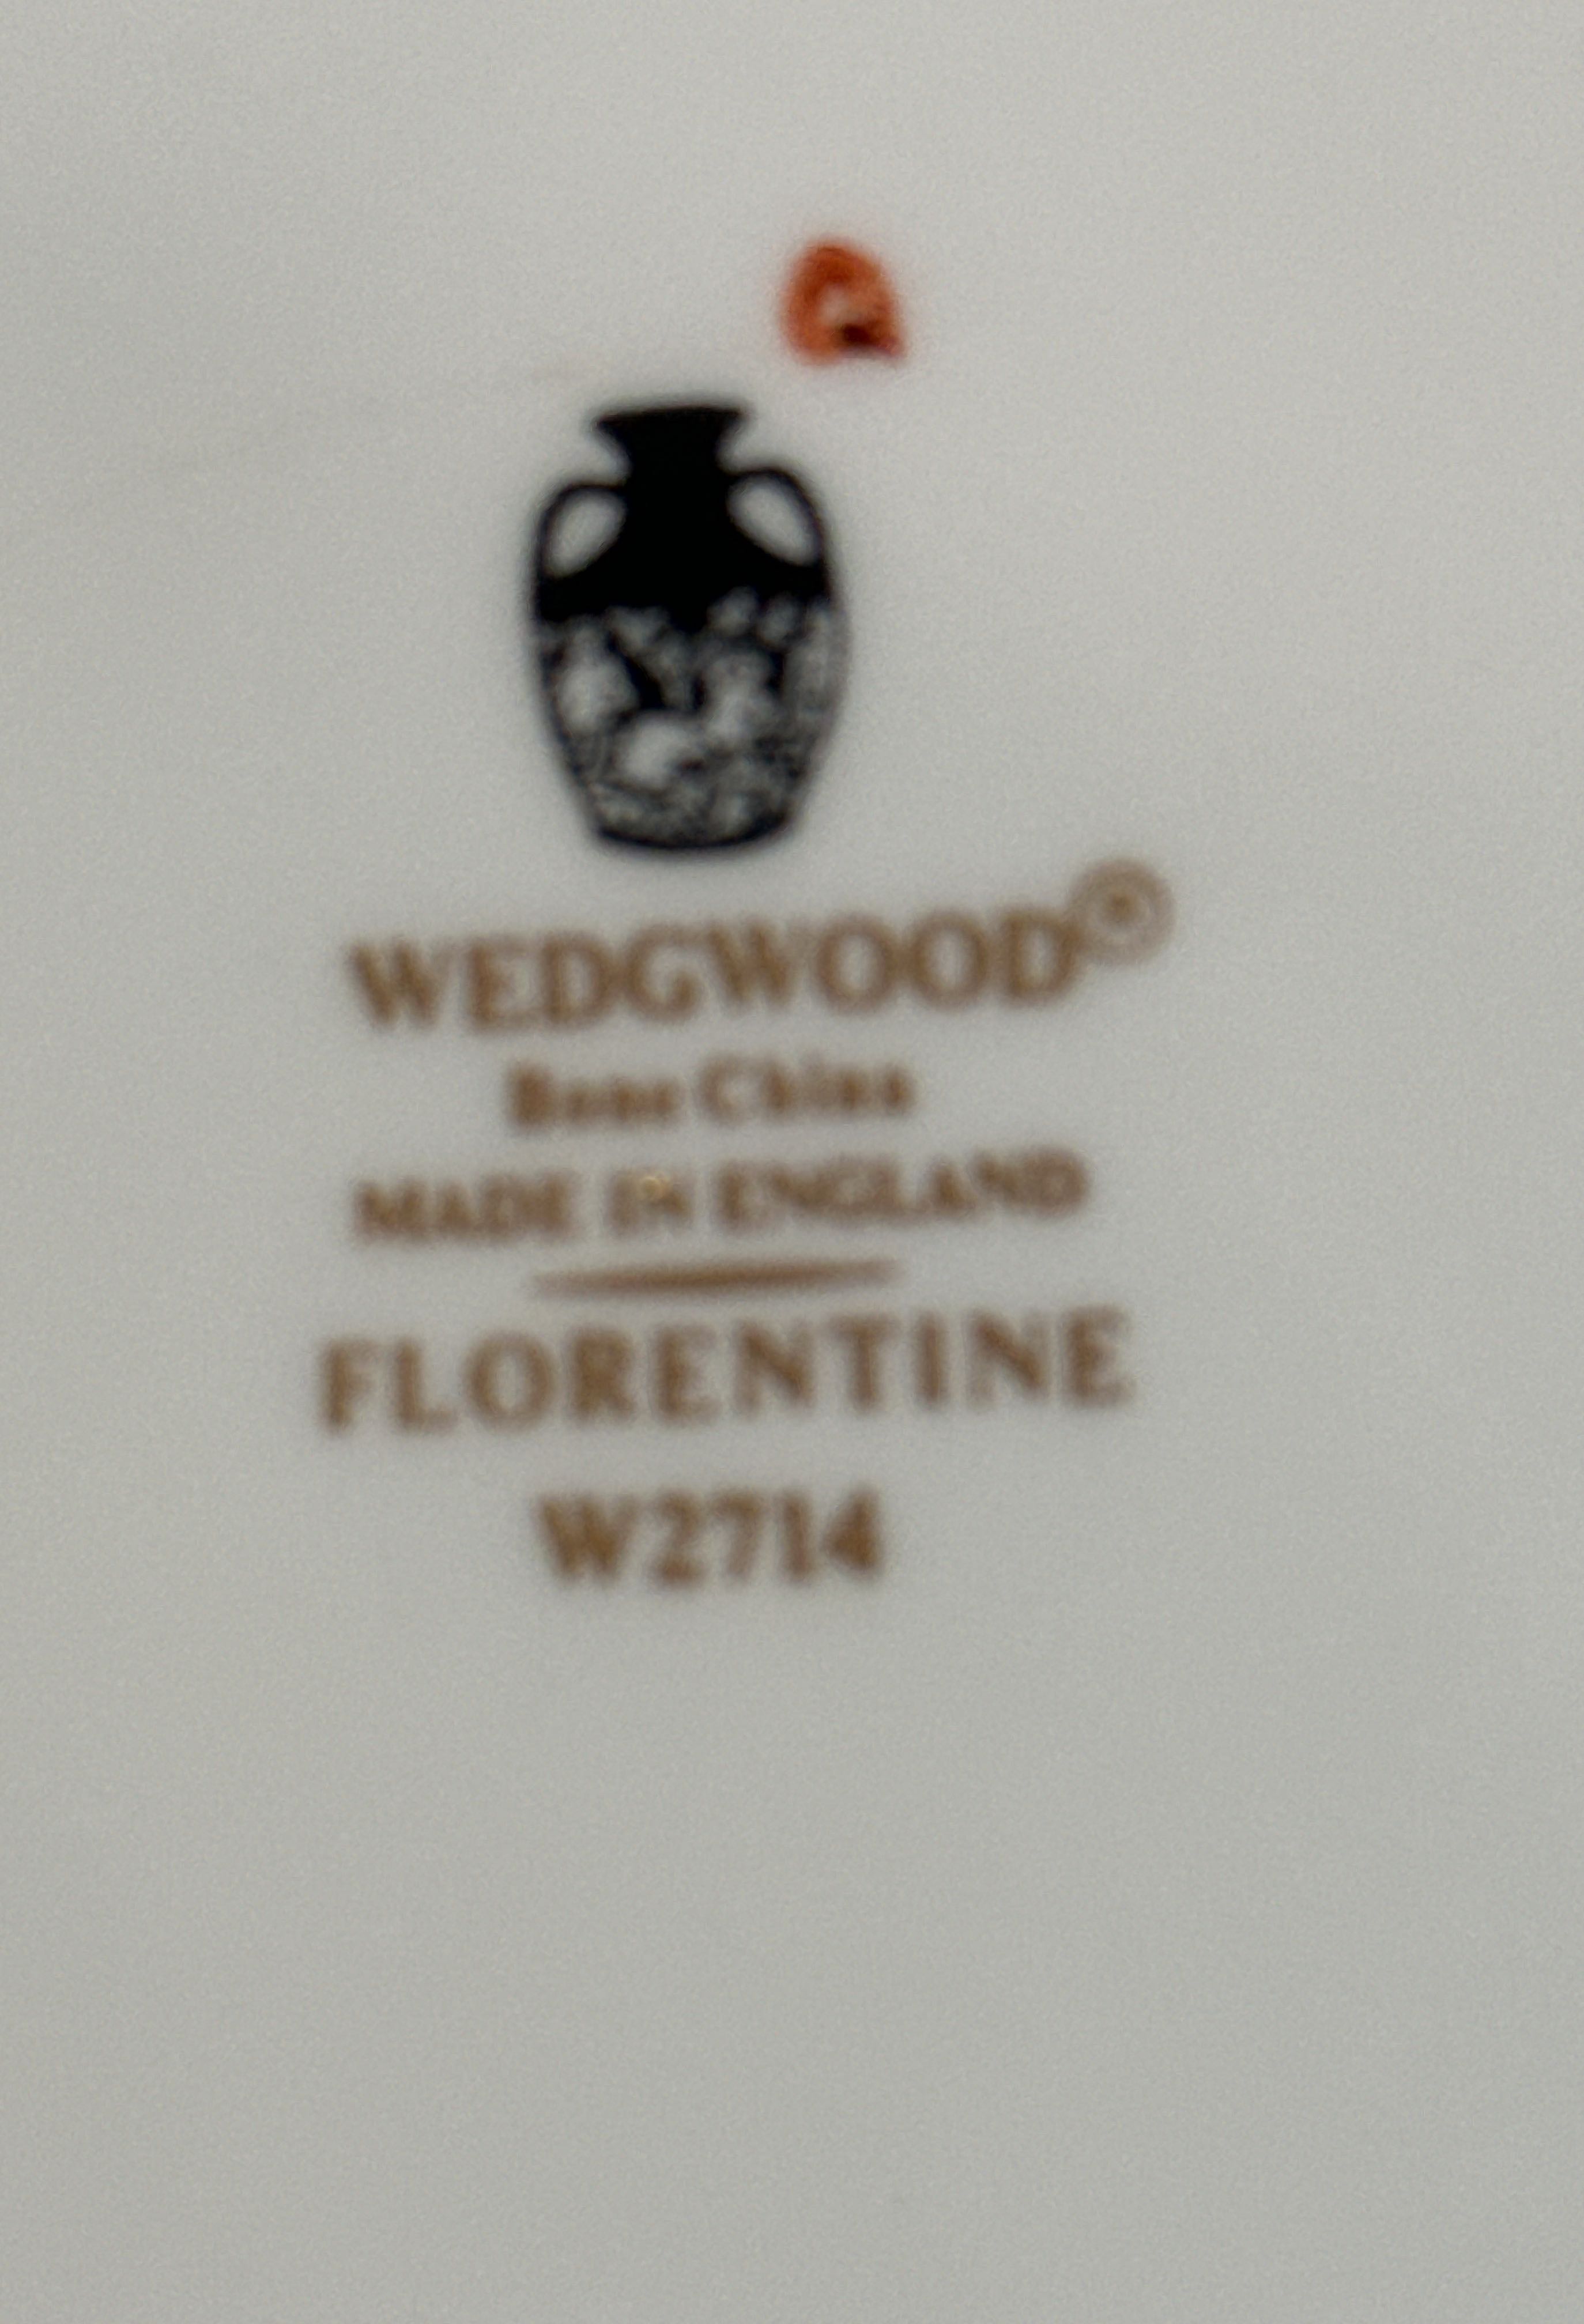 WEDGWOOD®
Bone China
MADE IN ENGLAND
FLORENTINE
W2714